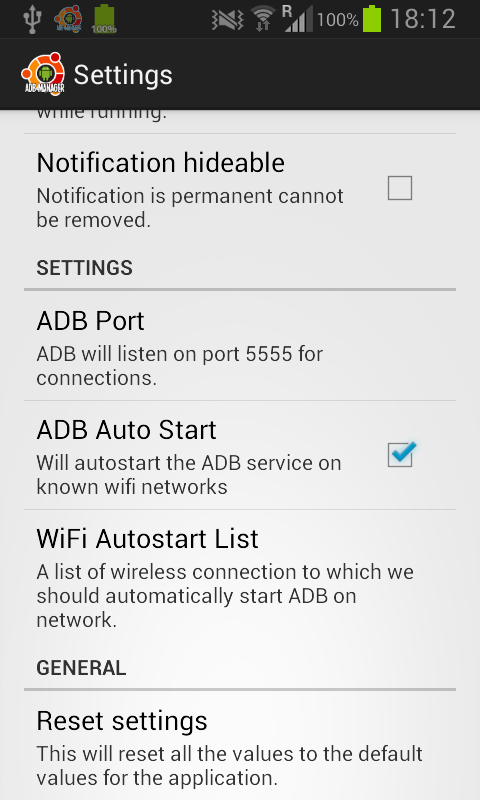 100% R 100% 18:12
ADB MANAGER Settings
while running.
Notification hideable
Notification is permanent cannot
be removed.
SETTINGS
ADB Port
ADB will listen on port 5555 for
connections.
ADB Auto Start
Will autostart the ADB service on
known wifi networks
WiFi Autostart List
A list of wireless connection to which we
should automatically start ADB on
network.
GENERAL
Reset settings
This will reset all the values to the default
values for the application.